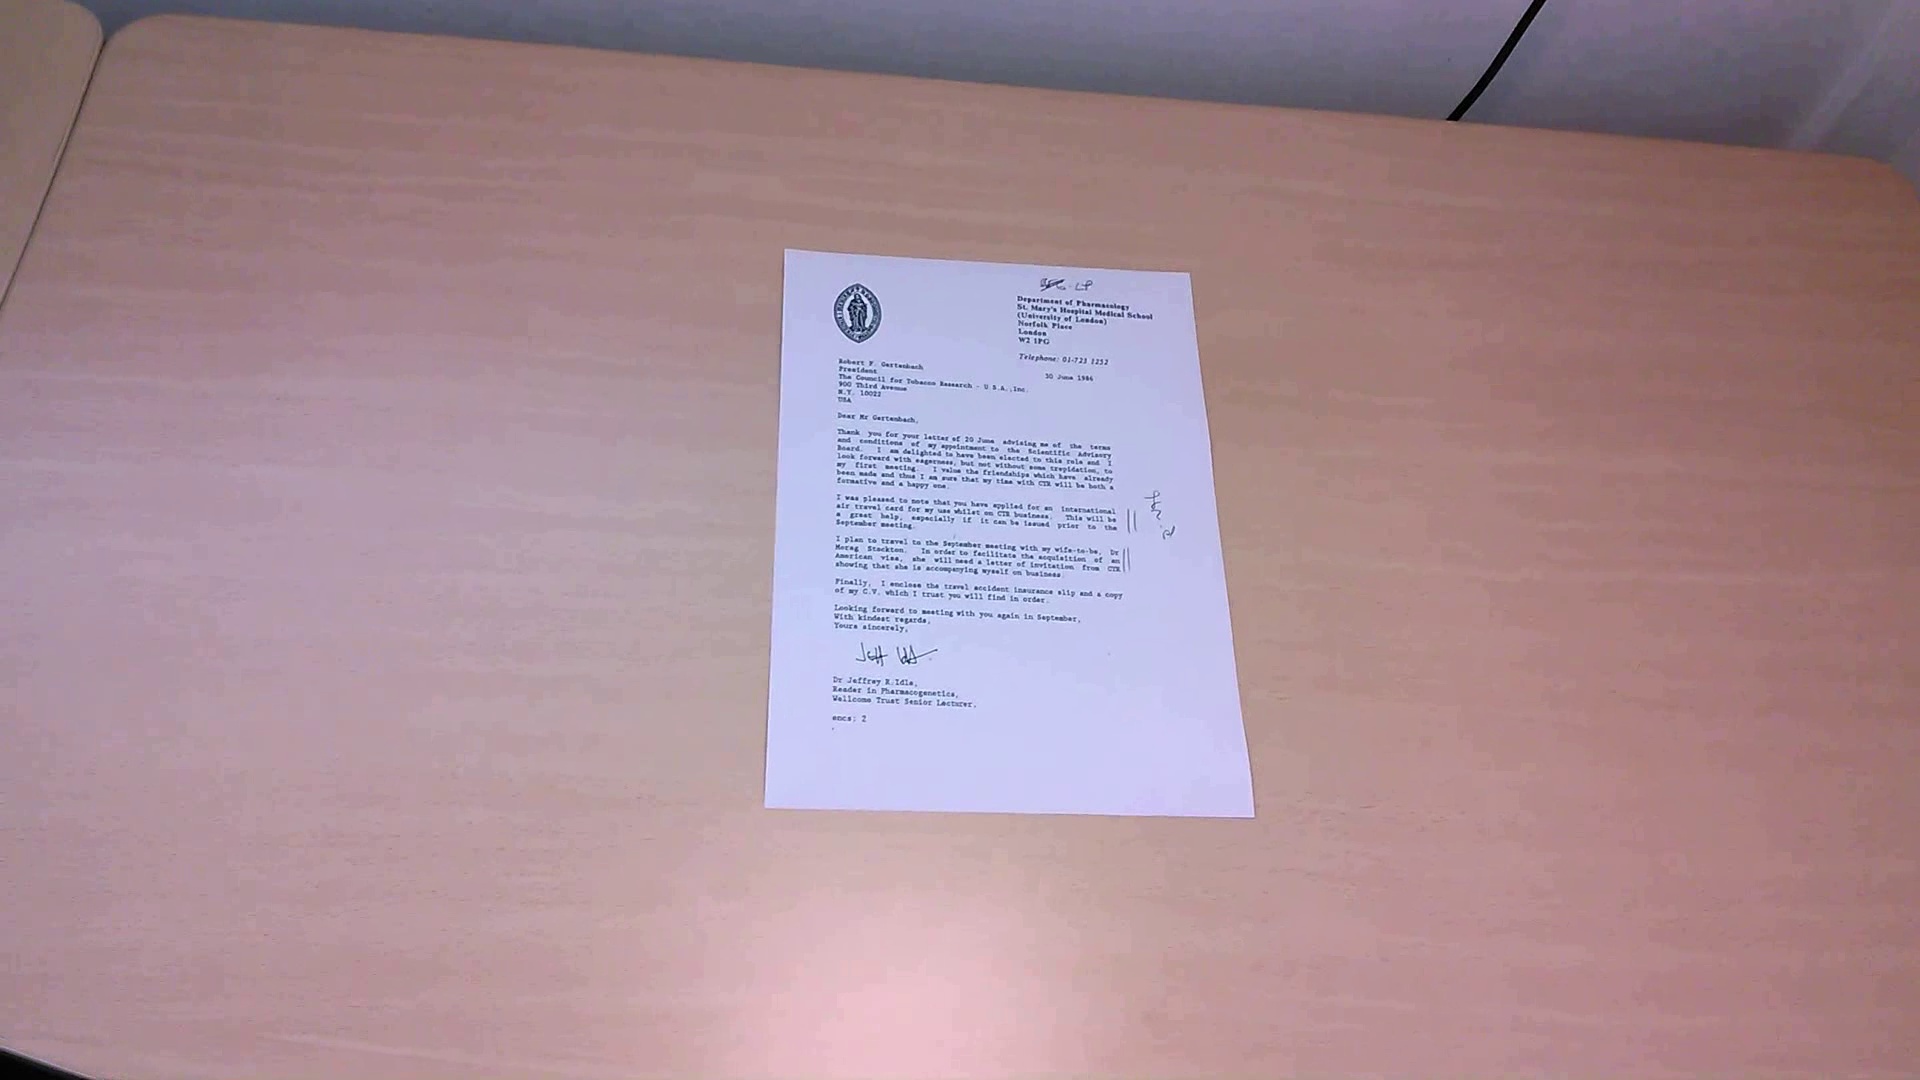 Department of Pharmacology
St. Mary's Hospital Medical School
(University of London)
Norfolk Place
London
W2 1PG
Telephone: 01-723 1252
30 June 1986
Robert F. Gertenbach
President
The Council for Tobacco Research - U.S.A.,Inc.
900 Third Avenue
N.Y. 10022
USA
Dear Mr Gertenbach,
Thank you for your letter of 20 June advising me of the terms
and conditions of my appointment to the Scientific Advisory
Board. I am delighted to have been elected to this role and I
look forward with eagerness, but not without some trepidation, to
my first meeting. I value the friendships which have already
been made and thus I am sure that my time with CTR will be both a
formative and a happy one.
I was pleased to note that you have applied for an international
air travel card for my use whilst on CTR business. This will be
a great help, especially if it can be issued prior to the
September meeting.
I plan to travel to the September meeting with my wife-to-be, Dr
Morag Stockton. In order to facilitate the acquisition of an
American visa, she will need a letter of invitation from CTR
showing that she is accompanying myself on business.
Finally, I enclose the travel accident insurance slip and a copy
of my C.V. which I trust you will find in order.
Looking forward to meeting with you again in September,
With kindest regards,
Yours sincerely,
Dr Jeffrey R.Idle,
Reader in Pharmacogenetics,
Wellcome Trust Senior Lecturer.
encs: 2